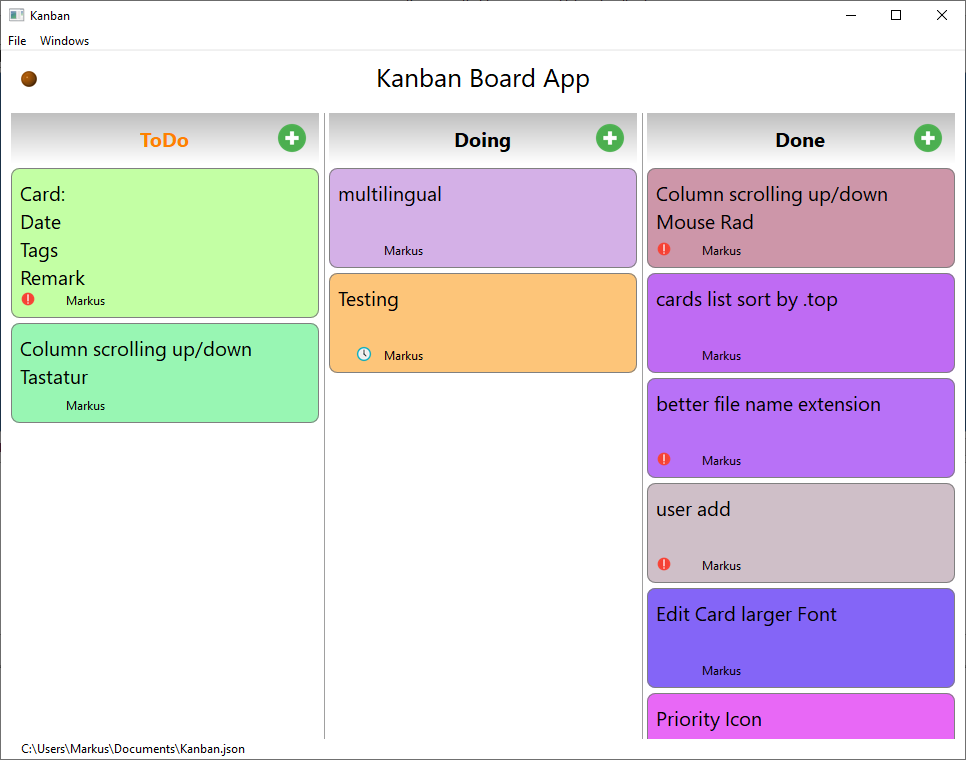 Kanban
File Windows
Kanban Board App
ToDo
Card:
Date
Tags
Remark
Markus
Column scrolling up/down
Tastatur
Markus
Doing
multilingual
Markus
Testing
Markus
Done
Column scrolling up/down
Mouse Rad
Markus
cards list sort by .top
Markus
better file name extension
Markus
user add
Markus
Edit Card larger Font
Markus
Priority Icon
C:\Users\Markus\Documents\Kanban.json